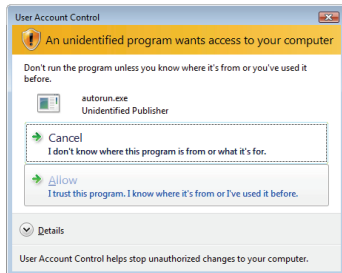 User Account Control
An unidentified program wants access to your computer
Don't run the program unless you know where it's from or you've used it
before.
autorun.exe
Unidentified Publisher
Cancel
I don't know where this program is from or what it's for.
Allow
I trust this program. I know where it's from or I've used it before.
Details
User Account Control helps stop unauthorized changes to your computer.